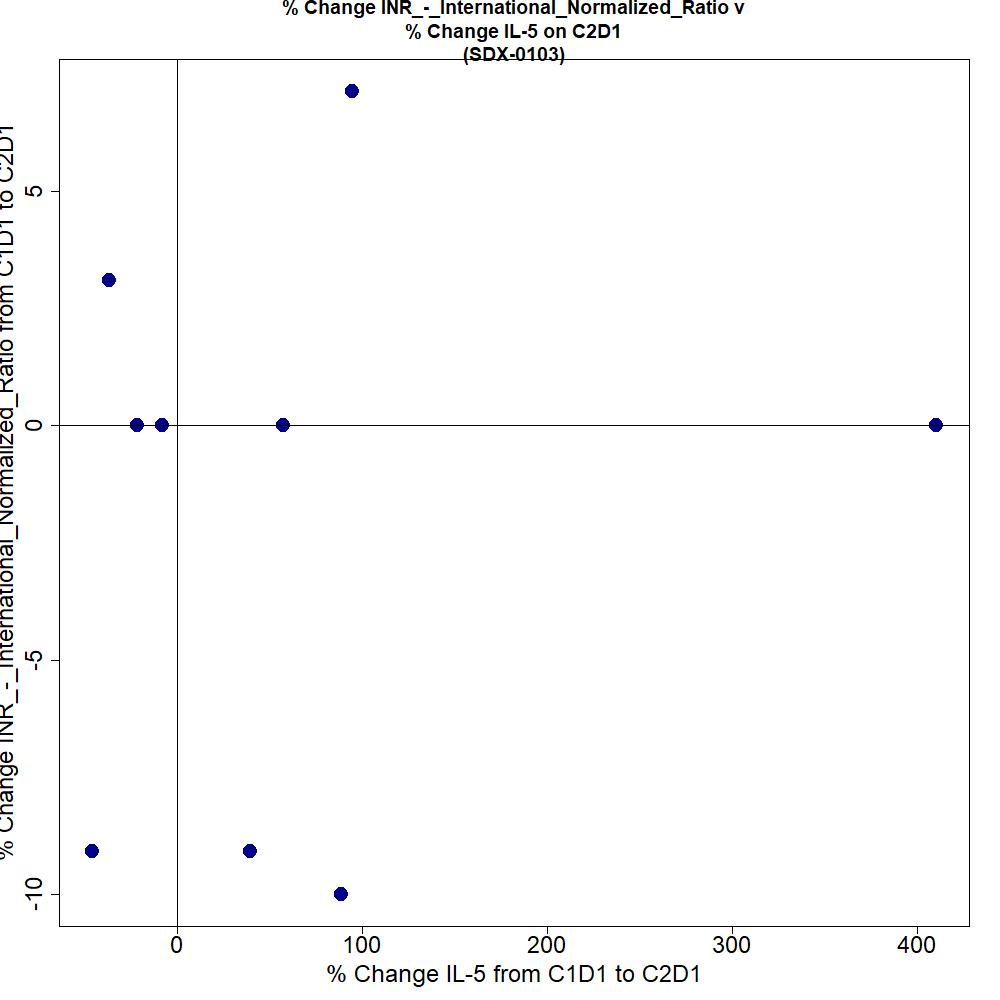 % Change INR_-_International_Normalized_Ratio v
% Change IL-5 on C2D1
(SDX-0103)
% Change INR_-_International_Normalized_Ratio from C1D1 to C2D1
5
0
-5
-10
0 100 200 300 400
% Change IL-5 from C1D1 to C2D1